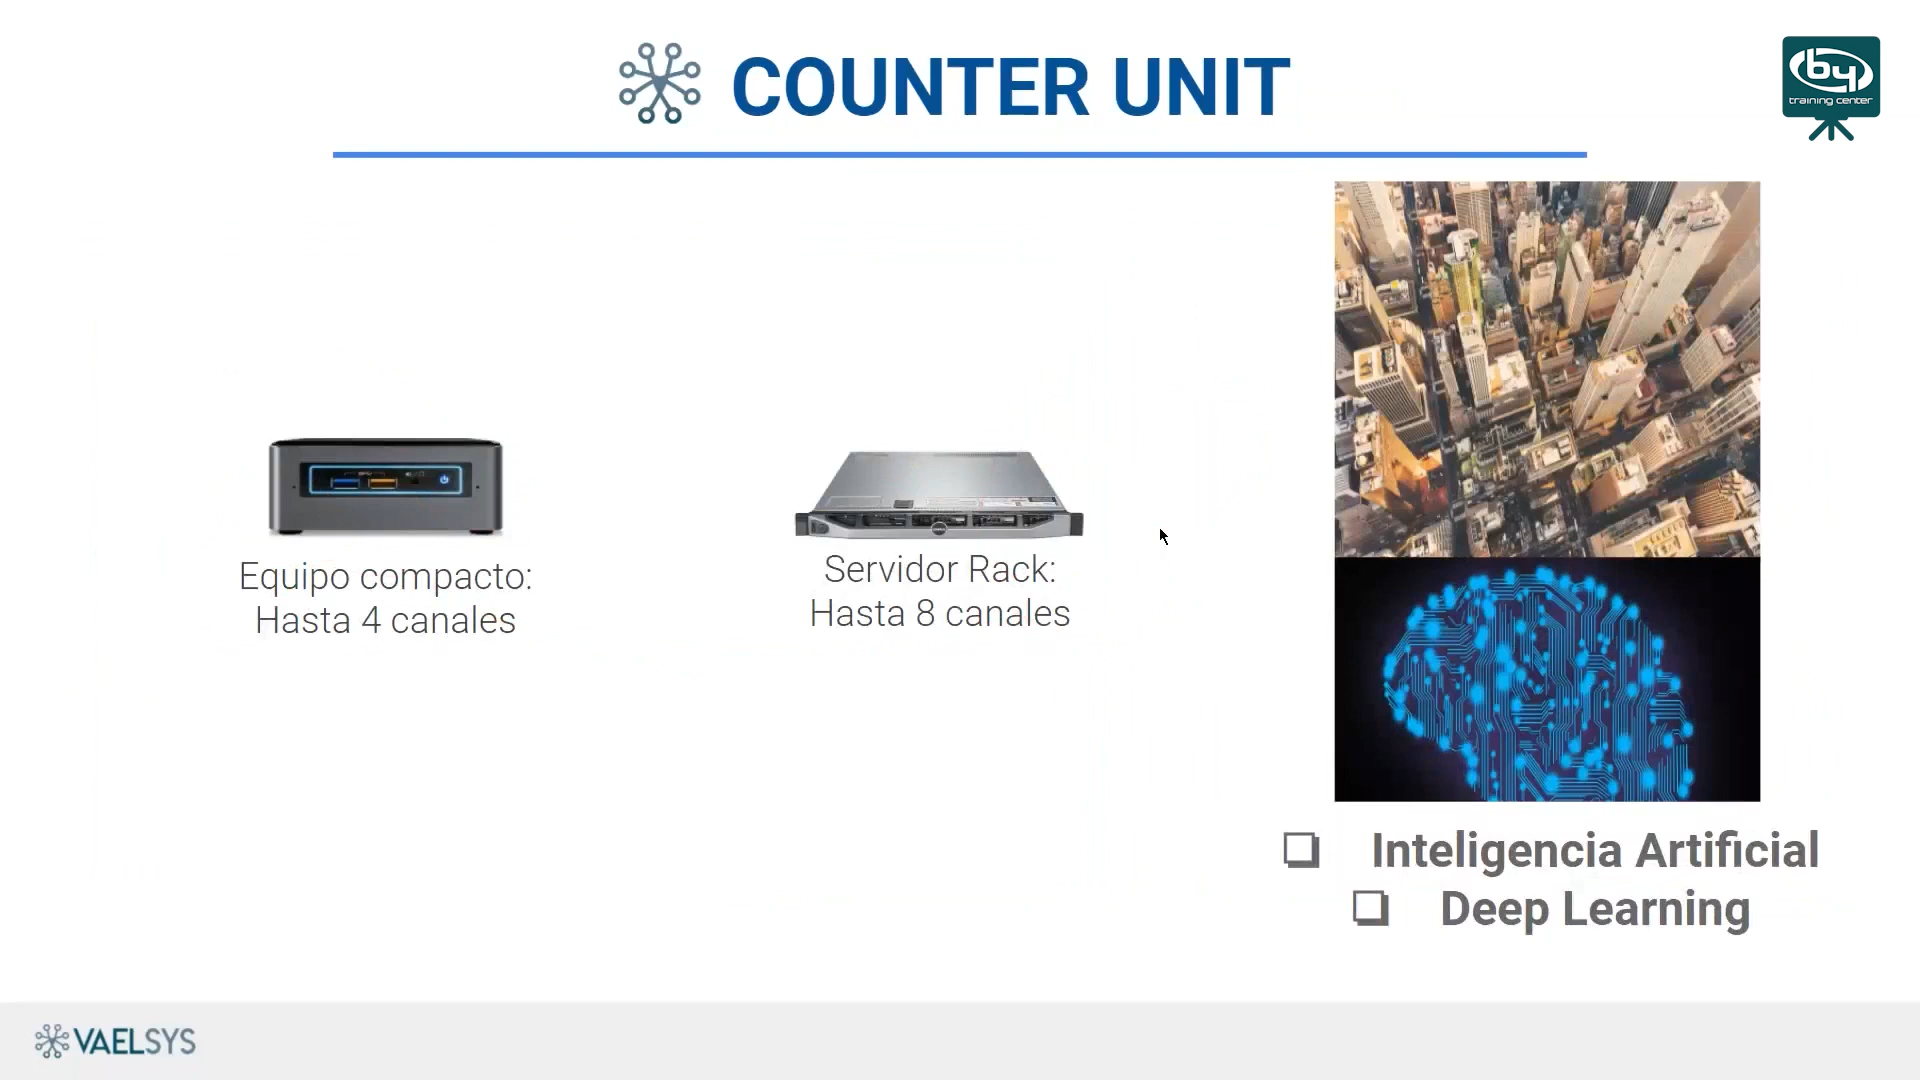 COUNTER UNIT
by
training center
Equipo compacto:
Hasta 4 canales
Servidor Rack:
Hasta 8 canales
Inteligencia Artificial
Deep Learning
VAELSYS